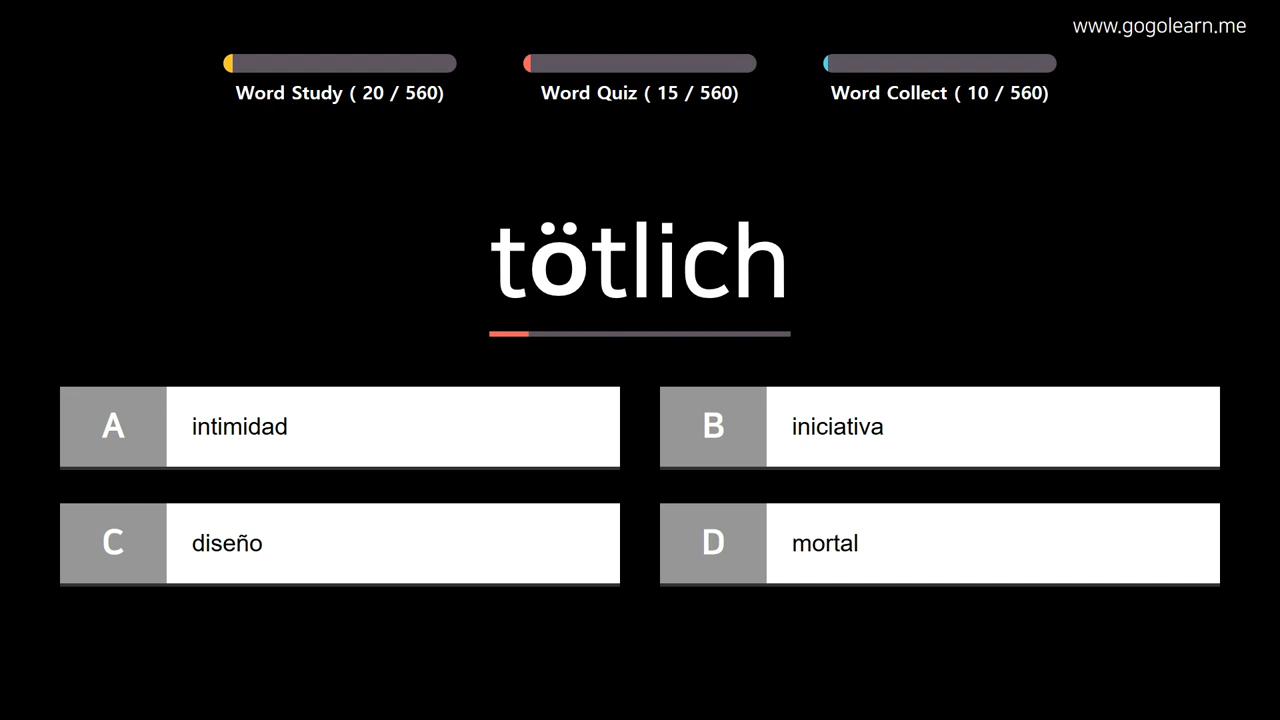 www.gogolearn.me
Word Study ( 20 / 560)
Word Quiz ( 15 / 560)
Word Collect ( 10 / 560)
tötlich
A intimidad
B iniciativa
C diseño
D mortal